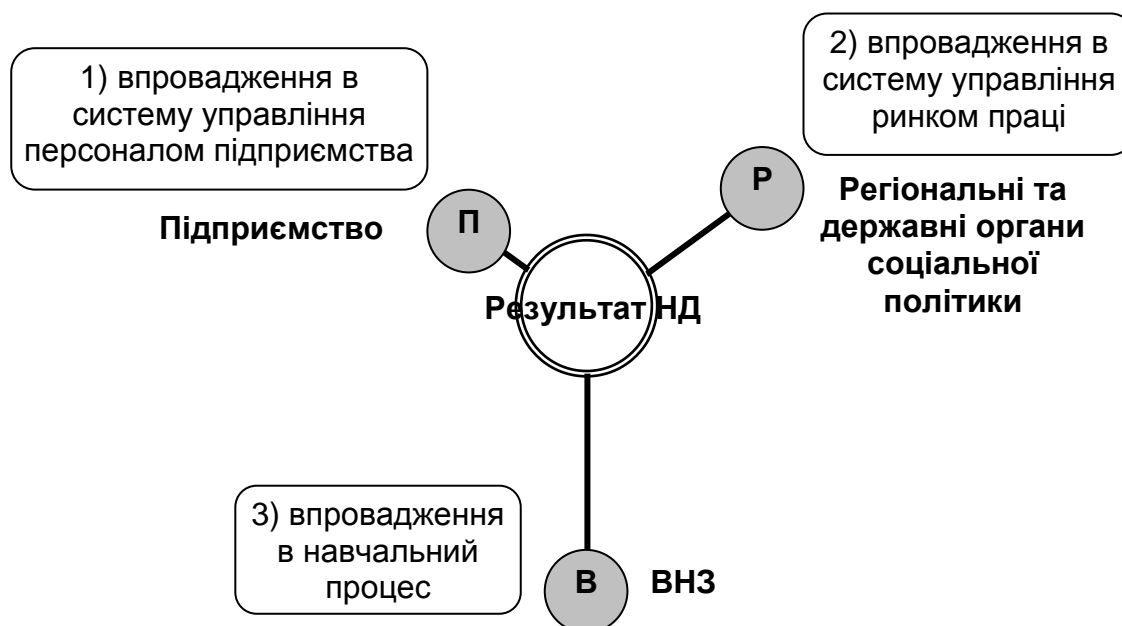 1) впровадження в
систему управління
персоналом підприємства
2) впровадження в
систему управління
ринком праці
П
Р
Підприємство
Регіональні та
державні органи
соціальної
політики
Результат НД
3) впровадження
в навчальний
процес
В
ВНЗ